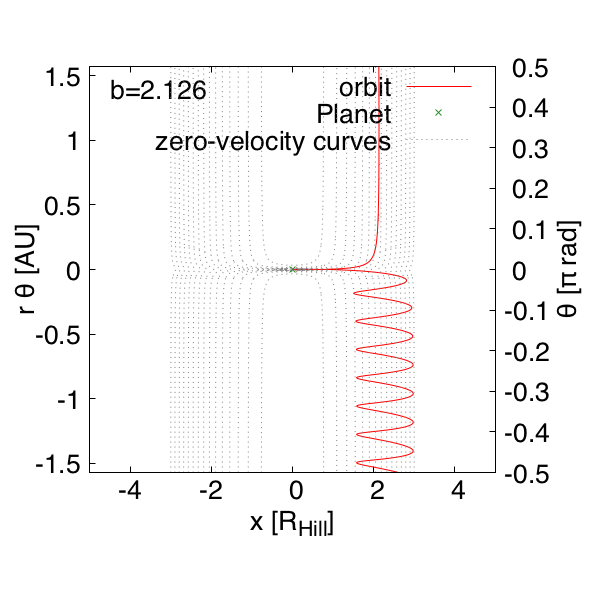 b=2.126
orbit
Planet
zero-velocity curves
r θ [AU]
1.5
1
0.5
0
-0.5
-1
-1.5
0.5
0.4
0.3
0.2
0.1
0
-0.1
-0.2
-0.3
-0.4
-0.5
θ [π rad]
-4 -2 0 2 4
x [R_Hill]